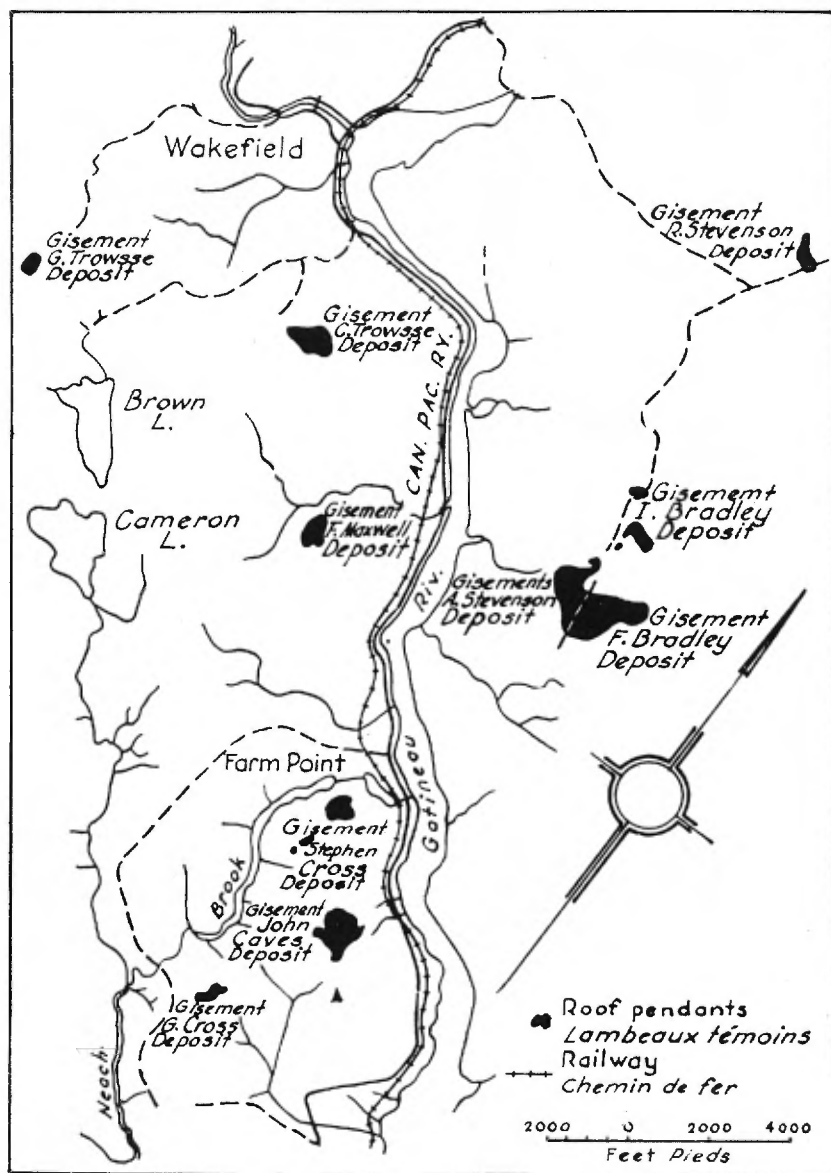 Wakefield
Gisement
G. Trowsse
Deposit
Gisement
R. Stevenson
Deposit
Gisement
C. Trowsse
Deposit
CAN. PAC. RY.
Brown
L.
Cameron
L.
Gisement
F. Maxwell
Deposit
Gisememt
I. Bradley
Deposit
Gisements
A. Stevenson
Deposit
Gisement
F. Bradley
Deposit
Riv.
Gatineau
Farm Point
Gisement
Stephen
Cross
Deposit
Brook
Gisement
John
Caves
Deposit
Gisement
G. Cross
Deposit
Neach
Roof pendants
Lambeaux témoins
Railway
Chemin de fer
2000 0 2000 4000
Feet Pieds